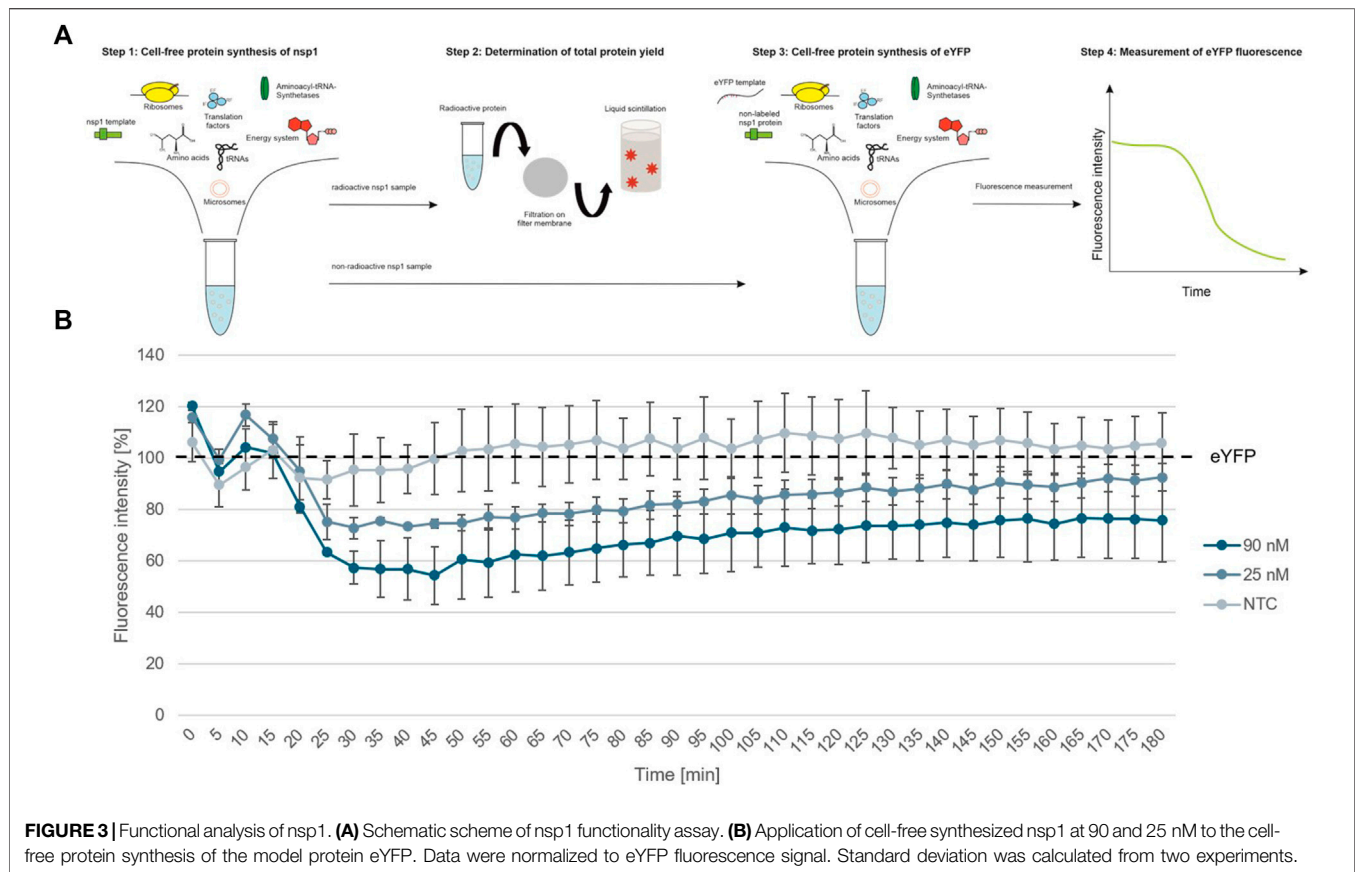 A
Step 1: Cell-free protein synthesis of nsp1
Step 2: Determination of total protein yield
Step 3: Cell-free protein synthesis of eYFP
Step 4: Measurement of eYFP fluorescence
Ribosomes
Aminoacyl-tRNA-
Synthetases
nsp1 template
Translation
factors
Energy system
Amino acids
tRNAs
Microsomes
radioactive nsp1 sample
non-radioactive nsp1 sample
Radioactive protein
Liquid scintillation
Filtration on
filter membrane
eYFP template
Ribosomes
Aminoacyl-tRNA-
Synthetases
non-labeled
nsp1 protein
Translation
factors
Energy system
Amino acids
tRNAs
Microsomes
Fluorescence measurement
Fluorescence intensity
Time
B
Fluorescence intensity [%]
140
120
100
80
60
40
20
0
eYFP
90 nM
25 nM
NTC
0 5 10 15 20 25 30 35 40 45 50 55 60 65 70 75 80 85 90 95 100 105 110 115 120 125 130 135 140 145 150 155 160 165 170 175 180
Time [min]
FIGURE 3 | Functional analysis of nsp1. (A) Schematic scheme of nsp1 functionality assay. (B) Application of cell-free synthesized nsp1 at 90 and 25 nM to the cell-
free protein synthesis of the model protein eYFP. Data were normalized to eYFP fluorescence signal. Standard deviation was calculated from two experiments.